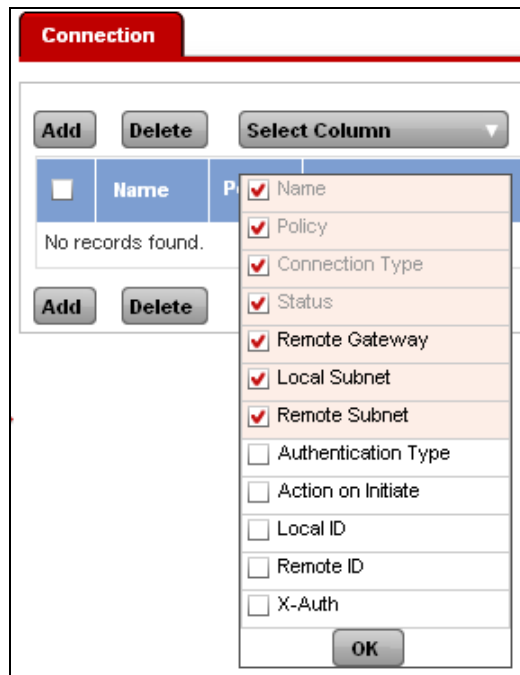 Connection
Add Delete Select Column
Name
No records found.
Add Delete
Name
Policy
Connection Type
Status
Remote Gateway
Local Subnet
Remote Subnet
Authentication Type
Action on Initiate
Local ID
Remote ID
X-Auth
OK